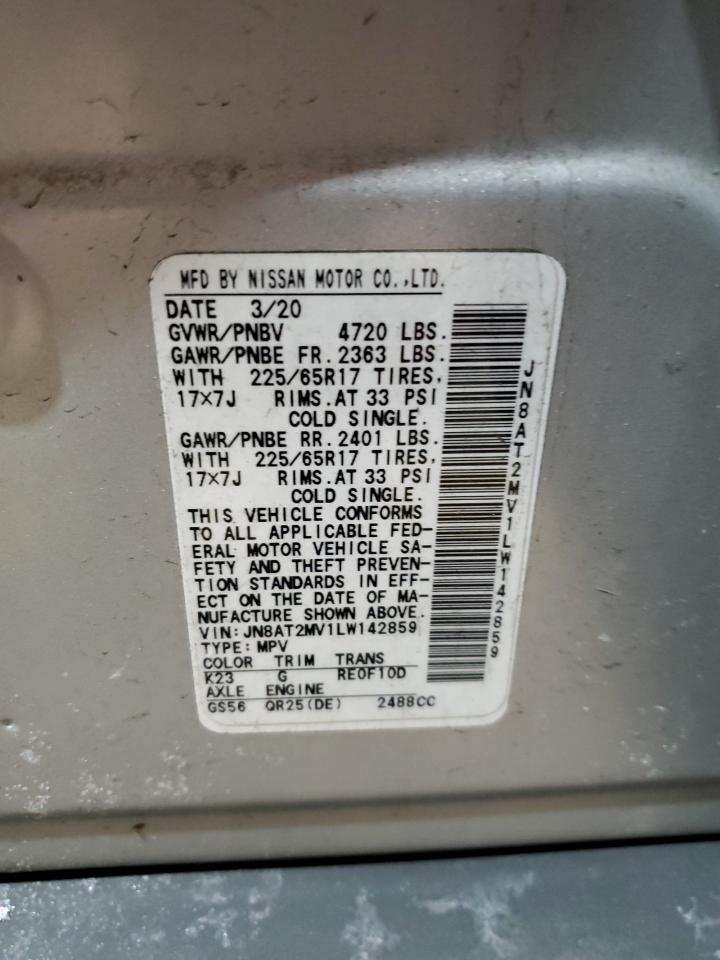 MFD BY NISSAN MOTOR CO.,LTD.
DATE 3/20
GVWR/PNBV 4720 LBS.
GAWR/PNBE FR. 2363 LBS.
WITH 225/65R17 TIRES,
17×7J RIMS.AT 33 PSI
COLD SINGLE.
GAWR/PNBE RR. 2401 LBS.
WITH 225/65R17 TIRES,
17×7J RIMS.AT 33 PSI
COLD SINGLE.
THIS VEHICLE CONFORMS
TO ALL APPLICABLE FED-
ERAL MOTOR VEHICLE SA-
FETY AND THEFT PREVEN-
TION STANDARDS IN EFF-
ECT ON THE DATE OF MA-
NUFACTURE SHOWN ABOVE.
VIN:JN8AT2MV1LW142859
TYPE:MPV
COLOR TRIM TRANS
K23 G RE0F10D
AXLE ENGINE
GS56 QR25(DE) 2488CC
JN8AT2MV1LW142859